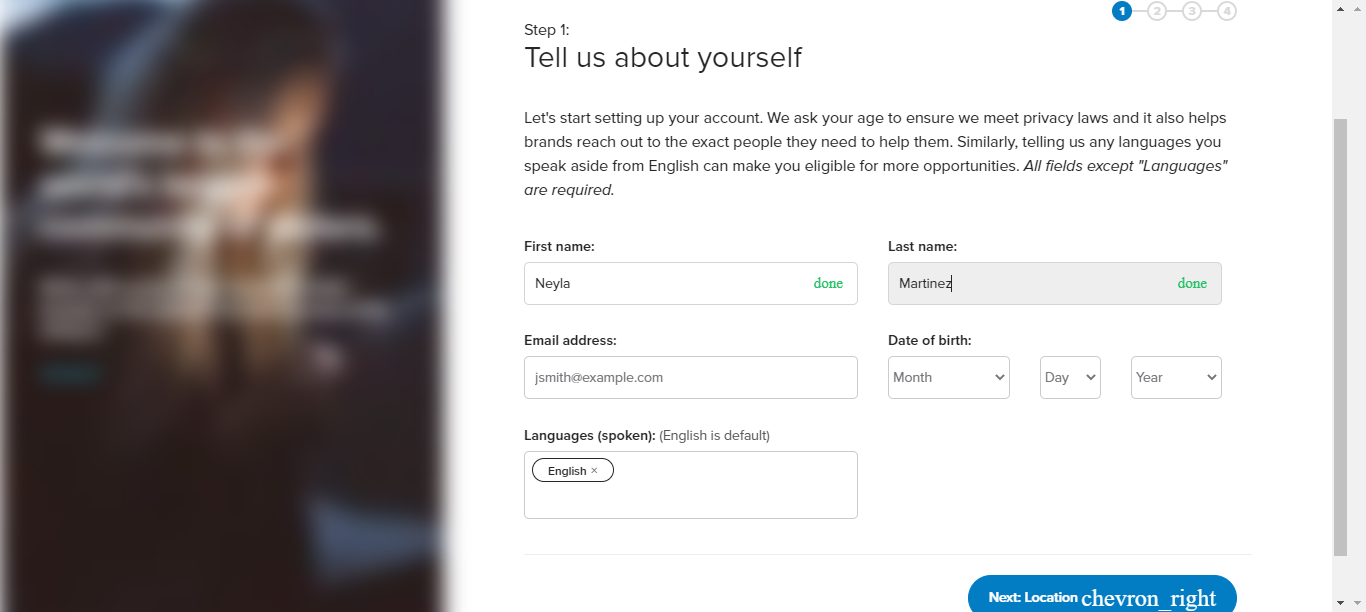 1 2 3 4
Step 1:
Tell us about yourself
Let's start setting up your account. We ask your age to ensure we meet privacy laws and it also helps
brands reach out to the exact people they need to help them. Similarly, telling us any languages you
speak aside from English can make you eligible for more opportunities. All fields except "Languages"
are required.
First name: Last name:
Neyla done Martinez done
Email address: Date of birth:
jsmith@example.com Month Day Year
Languages (spoken): (English is default)
English ×
Next: Location chevron_right